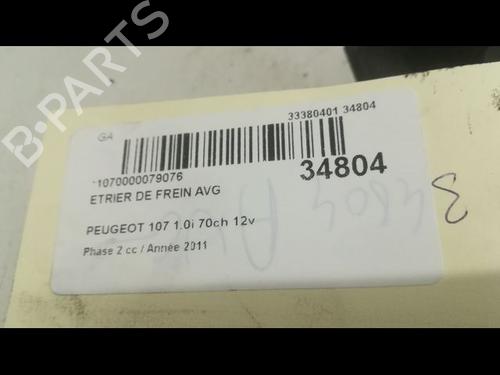 B-PARTS
GA
33380401 34804
-1070000079076
34804
ETRIER DE FREIN AVG
PEUGEOT 107 1.0i 70ch 12v
Phase 2 cc / Année 2011
34804